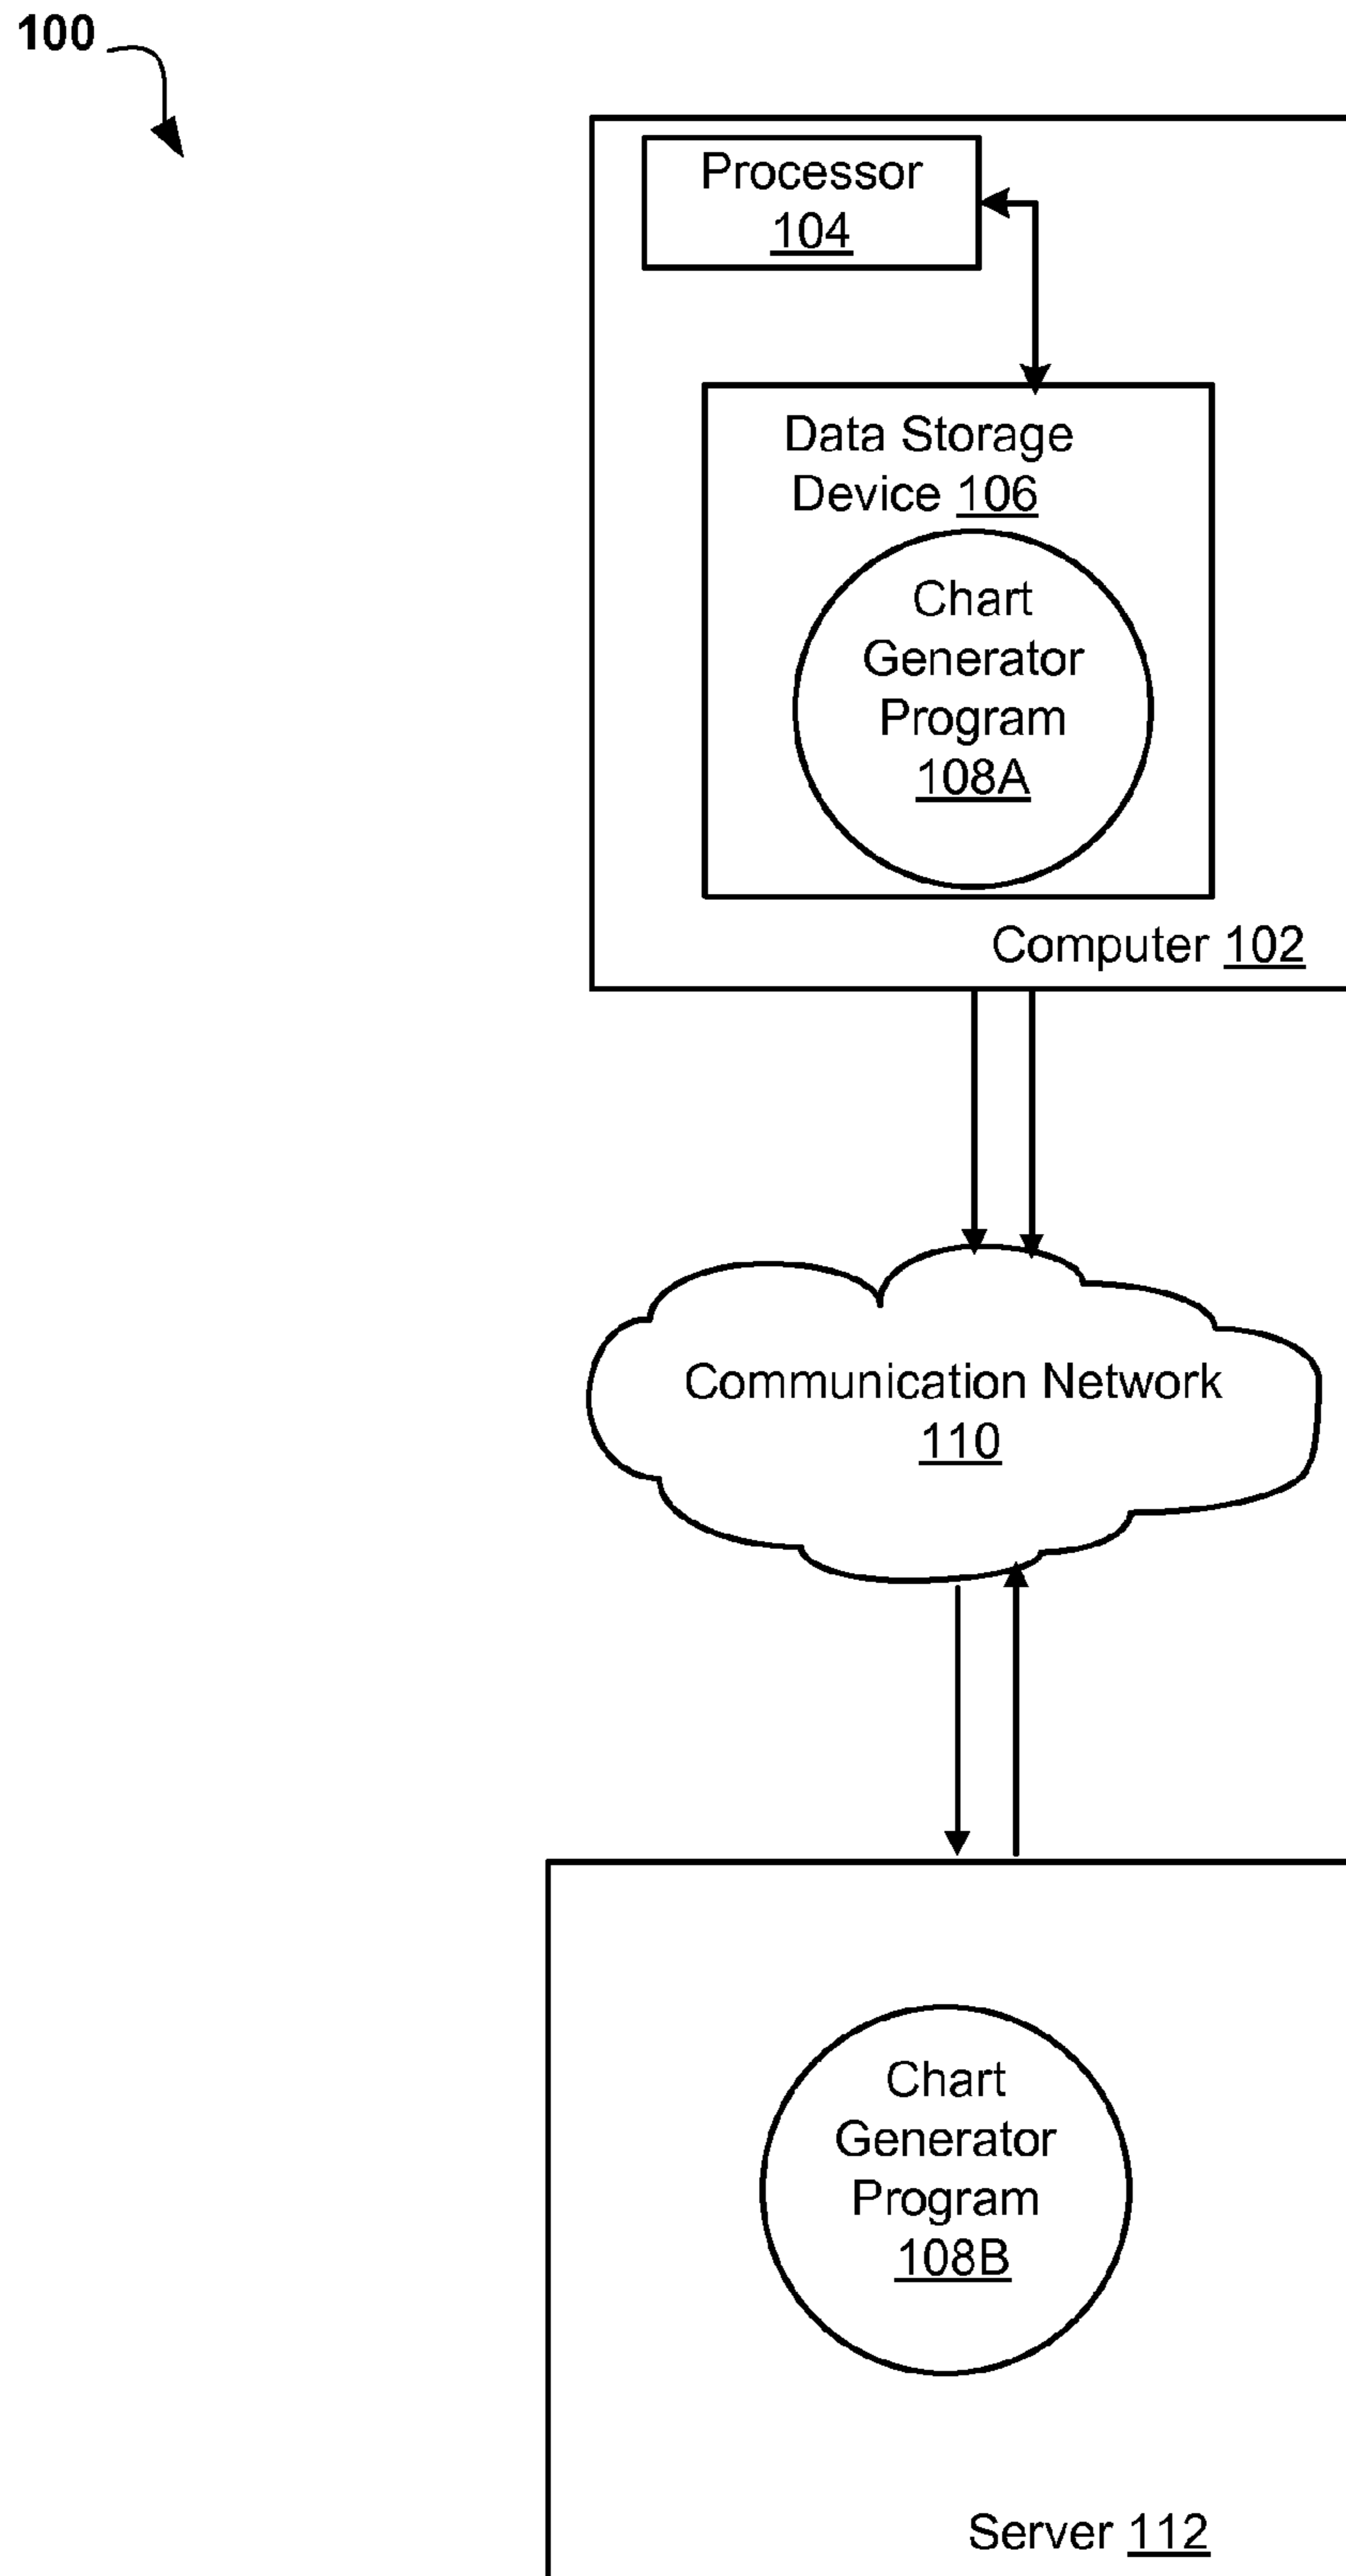 100
Processor
104
Data Storage
Device 106
Chart
Generator
Program
108A
Computer 102
Communication Network
110
Chart
Generator
Program
108B
Server 112